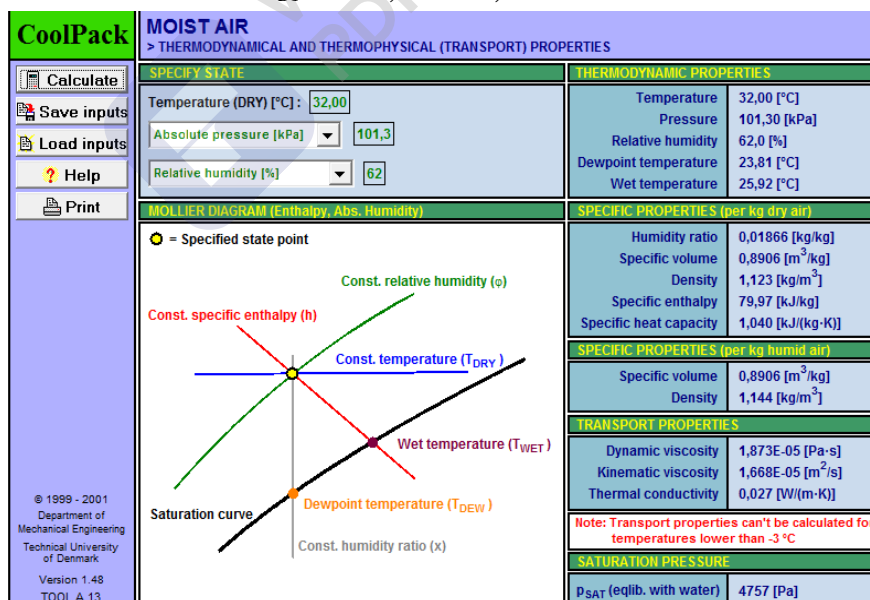 CoolPack
MOIST AIR
> THERMODYNAMICAL AND THERMOPHYSICAL (TRANSPORT) PROPERTIES
Calculate
Save inputs
Load inputs
? Help
Print
SPECIFY STATE
Temperature (DRY) [°C] : 32,00
Absolute pressure [kPa] 101,3
Relative humidity [%] 62
MOLLIER DIAGRAM (Enthalpy, Abs. Humidity)
= Specified state point
Const. relative humidity (φ)
Const. specific enthalpy (h)
Const. temperature (T_DRY )
Wet temperature (T_WET )
Saturation curve
Dewpoint temperature (T_DEW )
Const. humidity ratio (x)
THERMODYNAMIC PROPERTIES
Temperature 32,00 [°C]
Pressure 101,30 [kPa]
Relative humidity 62,0 [%]
Dewpoint temperature 23,81 [°C]
Wet temperature 25,92 [°C]
SPECIFIC PROPERTIES (per kg dry air)
Humidity ratio 0,01866 [kg/kg]
Specific volume 0,8906 [m³/kg]
Density 1,123 [kg/m³]
Specific enthalpy 79,97 [kJ/kg]
Specific heat capacity 1,040 [kJ/(kg·K)]
SPECIFIC PROPERTIES (per kg humid air)
Specific volume 0,8906 [m³/kg]
Density 1,144 [kg/m³]
TRANSPORT PROPERTIES
Dynamic viscosity 1,873E-05 [Pa·s]
Kinematic viscosity 1,668E-05 [m²/s]
Thermal conductivity 0,027 [W/(m·K)]
Note: Transport properties can't be calculated for
temperatures lower than -3 °C
SATURATION PRESSURE
p_SAT (eqlib. with water) 4757 [Pa]
© 1999 - 2001
Department of
Mechanical Engineering
Technical University
of Denmark
Version 1.48
TOOL A.13